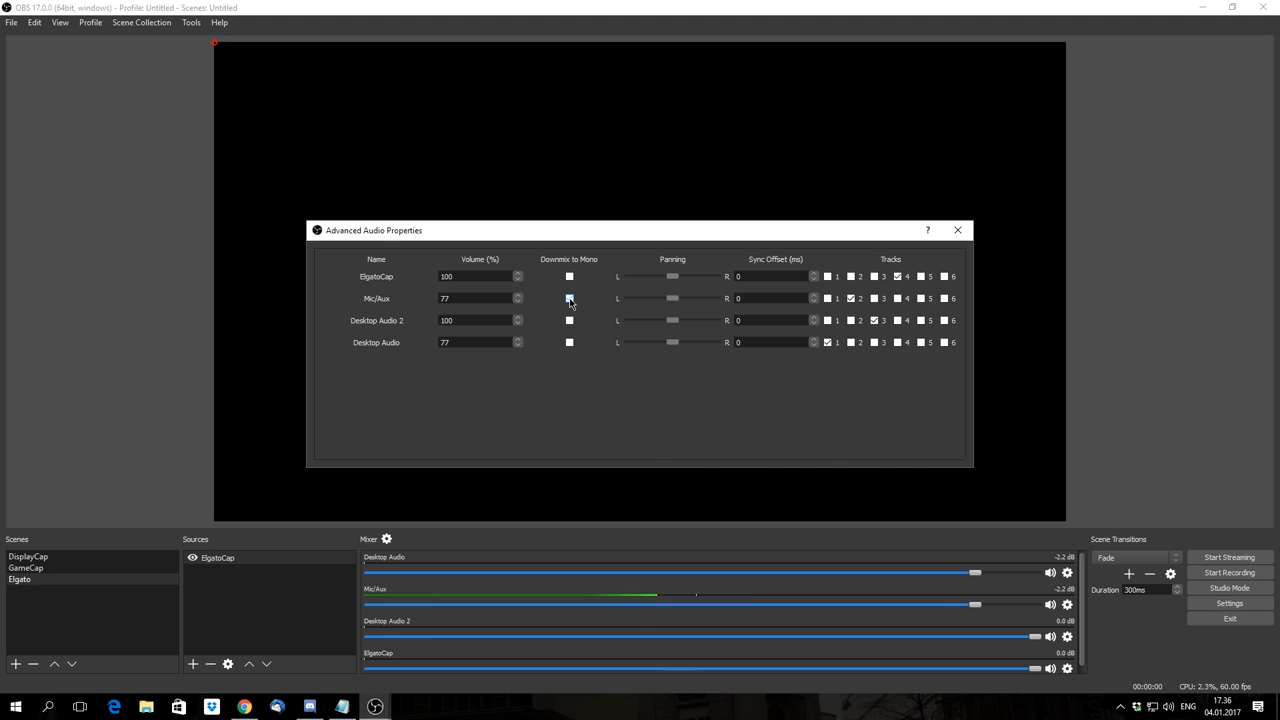 OBS 17.0.0 (64bit, windows) - Profile: Untitled - Scenes: Untitled
File Edit View Profile Scene Collection Tools Help
Advanced Audio Properties
Name Volume (%) Downmix to Mono Panning Sync Offset (ms) Tracks
ElgatoCap 100 L R 0 1 2 3 4 5 6
Mic/Aux 77 L R 0 1 2 3 4 5 6
Desktop Audio 2 100 L R 0 1 2 3 4 5 6
Desktop Audio 77 L R 0 1 2 3 4 5 6
Scenes
DisplayCap
GameCap
Elgato
Sources
ElgatoCap
Mixer
Desktop Audio -2.2 dB
Mic/Aux -2.2 dB
Desktop Audio 2 0.0 dB
ElgatoCap 0.0 dB
Scene Transitions
Fade
Duration 300ms
Start Streaming
Start Recording
Studio Mode
Settings
Exit
00:00:00 CPU: 2.3%, 60.00 fps
ENG
17.36
04.01.2017